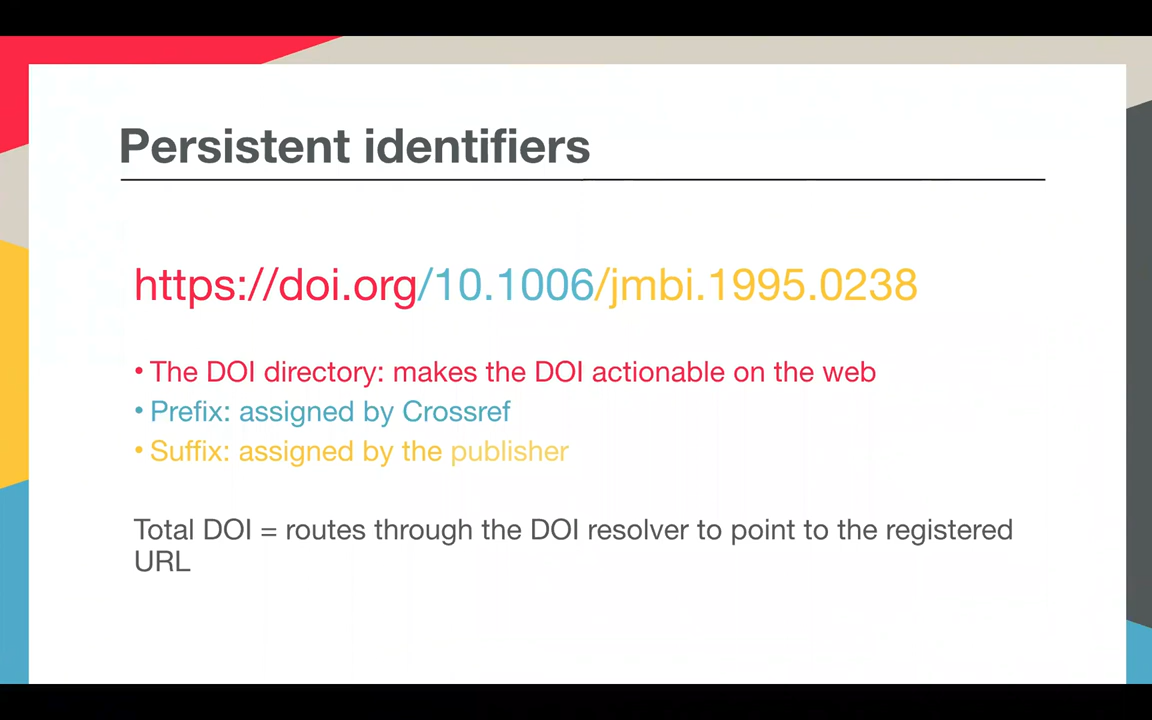 Persistent identifiers
https://doi.org/10.1006/jmbi.1995.0238
• The DOI directory: makes the DOI actionable on the web
• Prefix: assigned by Crossref
• Suffix: assigned by the publisher
Total DOI = routes through the DOI resolver to point to the registered
URL